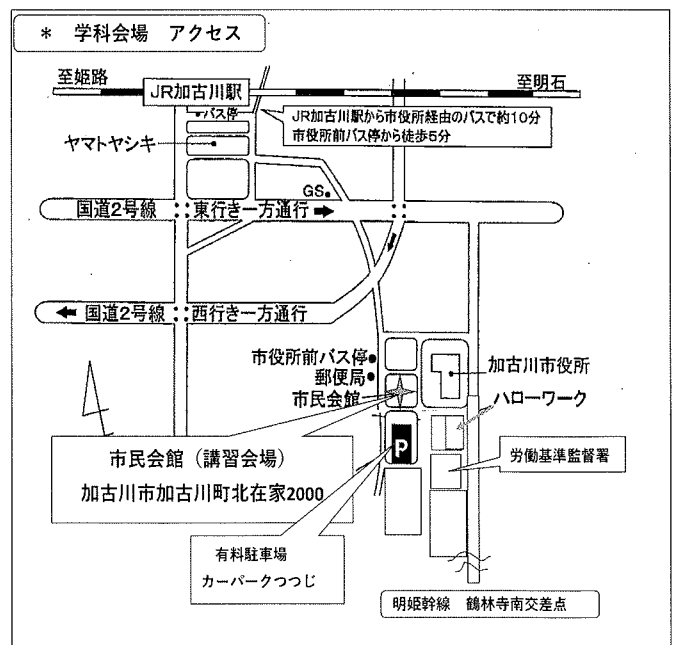 * 学科会場 アクセス
至姫路
JR加古川駅
至明石
バス停
JR加古川駅から市役所経由のバスで約10分
市役所前バス停から徒歩5分
ヤマトヤシキ
GS
国道2号線
東行き一方通行
国道2号線
西行き一方通行
市役所前バス停
郵便局
市民会館
加古川市役所
ハローワーク
市民会館（講習会場）
加古川市加古川町北在家2000
P
労働基準監督署
有料駐車場
カーパークつつじ
明姫幹線 鶴林寺南交差点